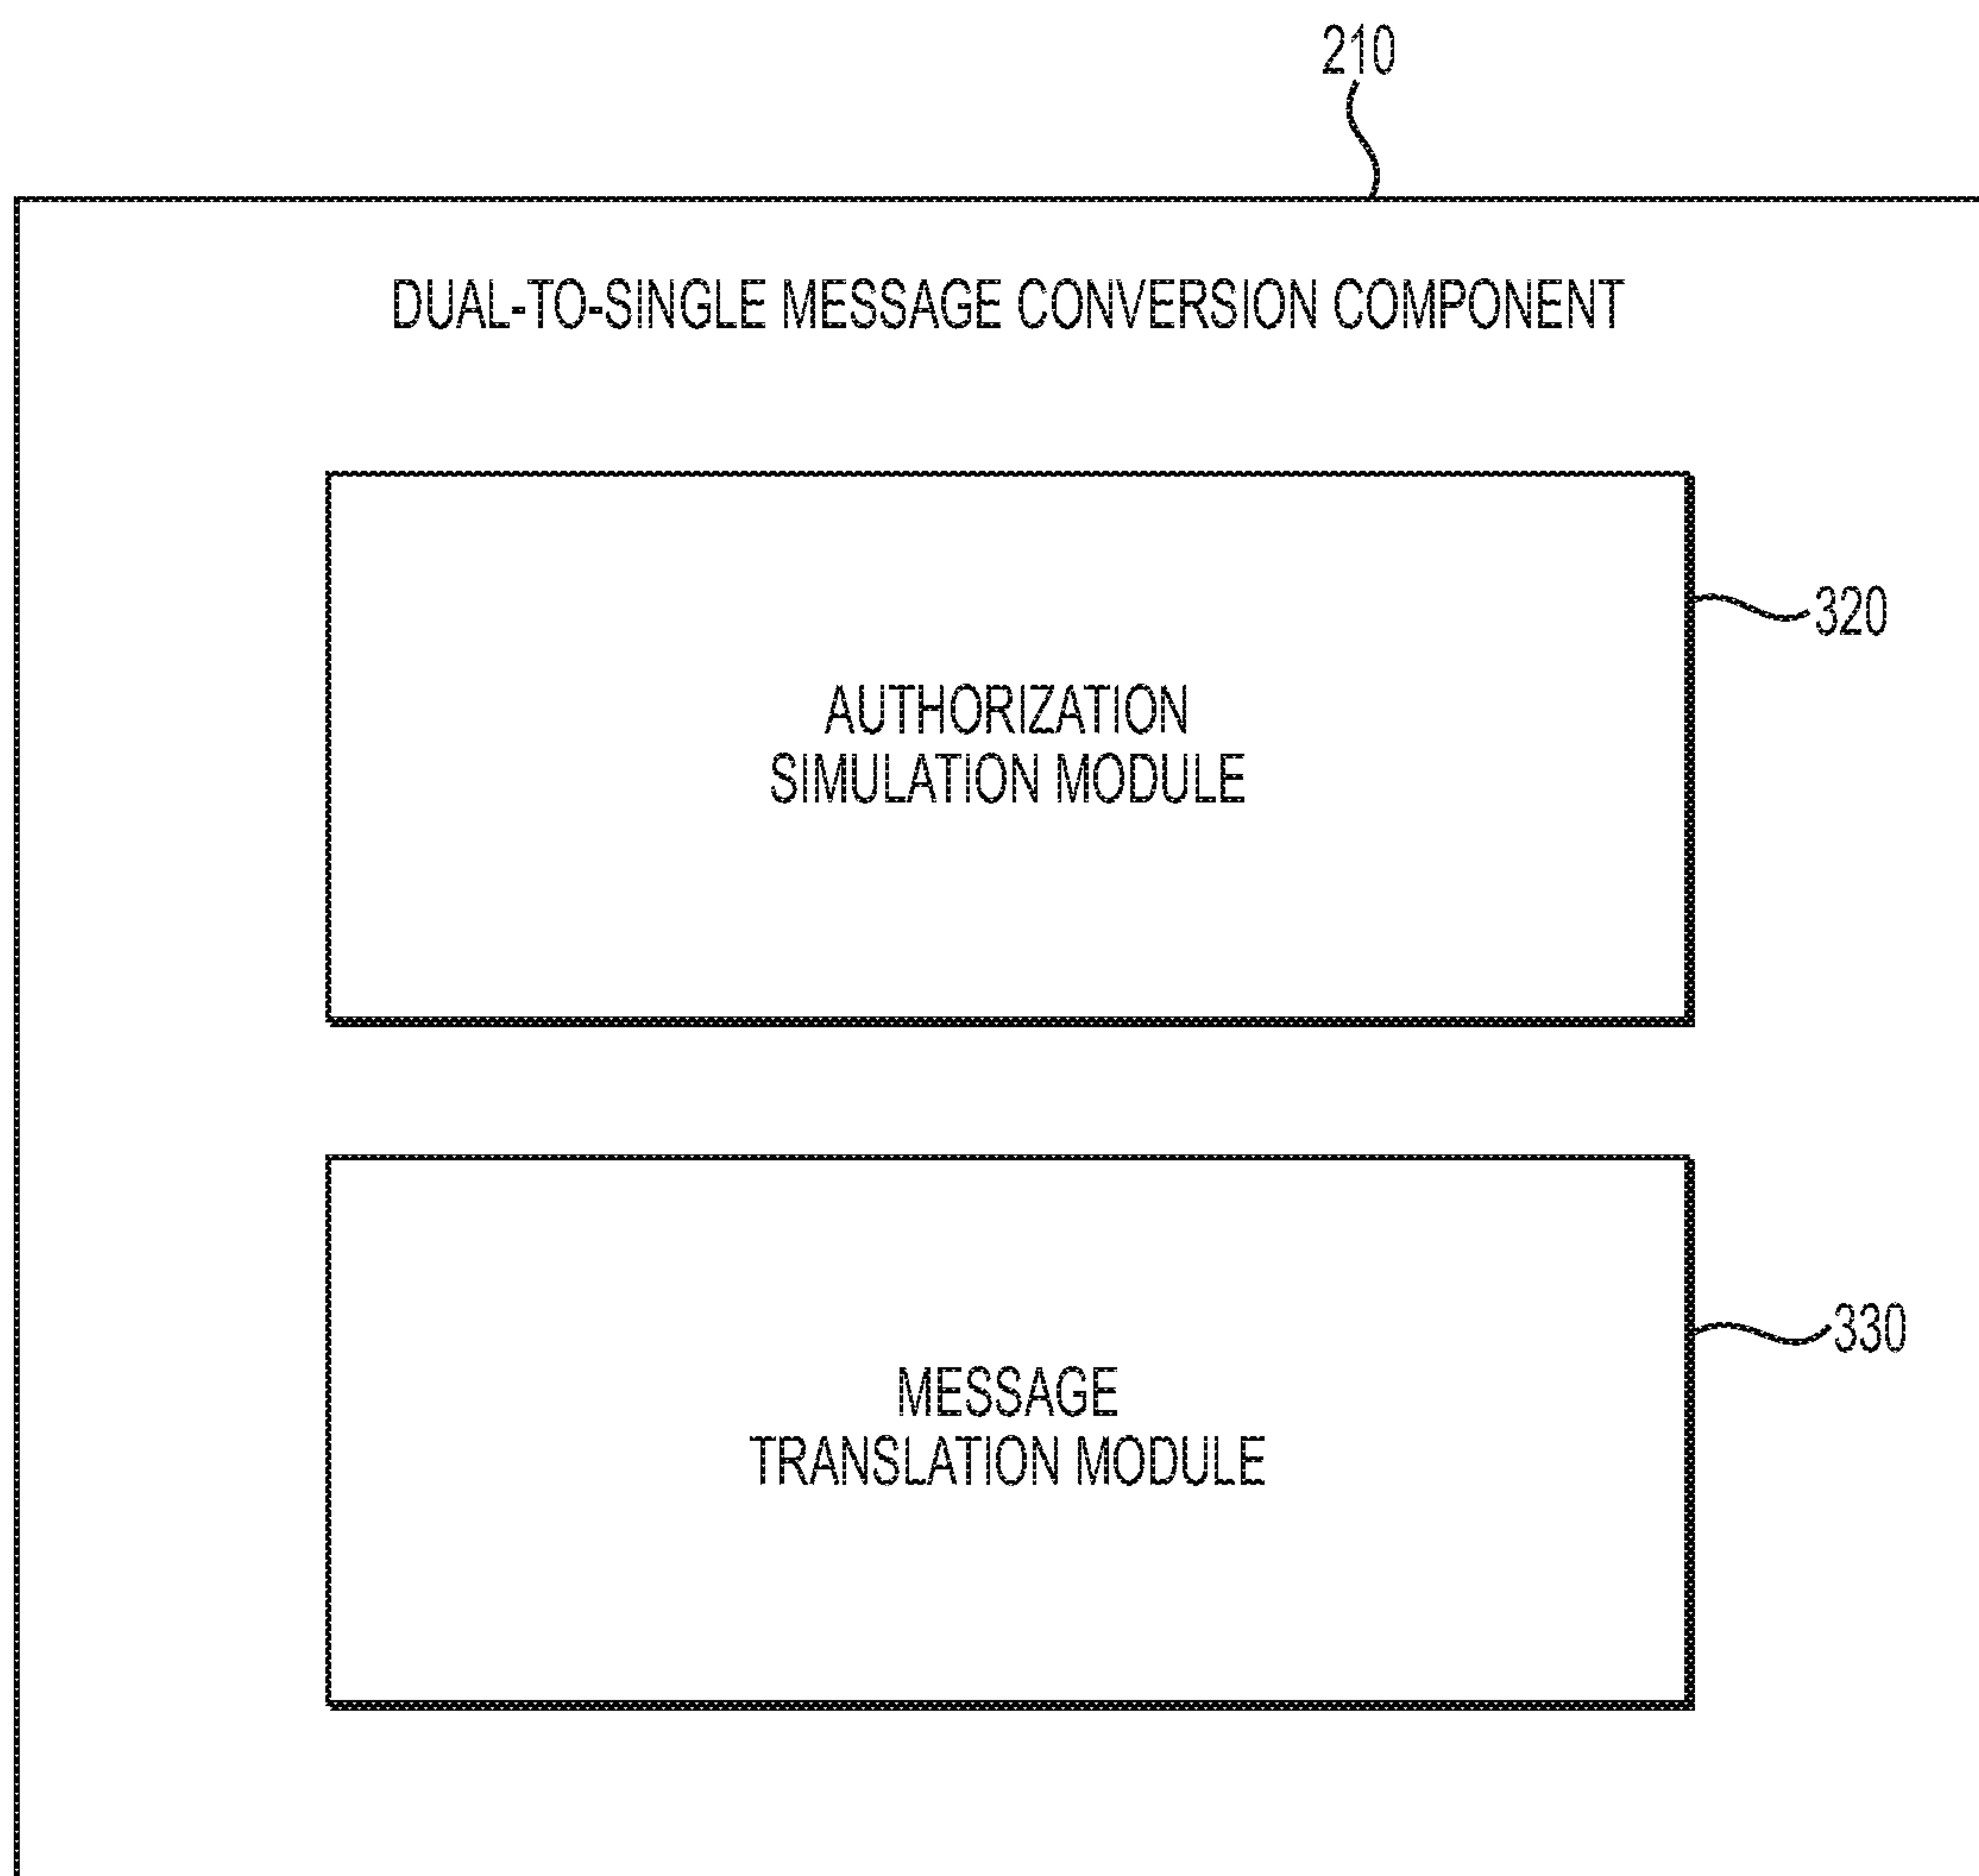 210
DUAL-TO-SINGLE MESSAGE CONVERSION COMPONENT
320
AUTHORIZATION
SIMULATION MODULE
330
MESSAGE
TRANSLATION MODULE